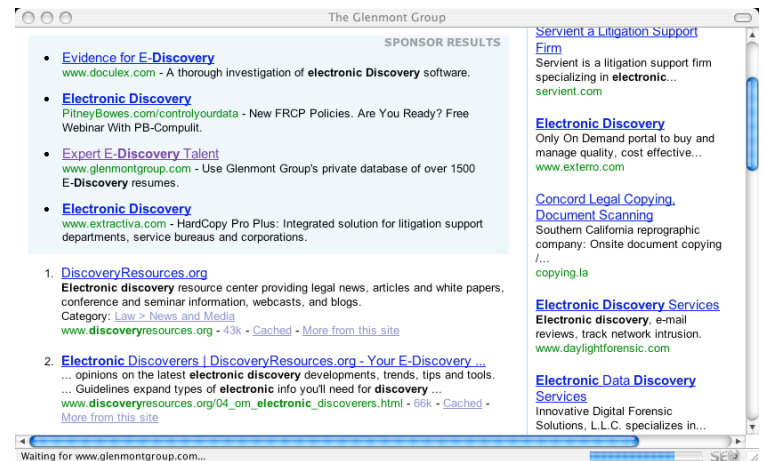 The Glenmont Group
SPONSOR RESULTS
• Evidence for E-Discovery
www.doculex.com - A thorough investigation of electronic Discovery software.
• Electronic Discovery
PitneyBowes.com/controlyourdata - New FRCP Policies. Are You Ready? Free
Webinar With PB-Compulit.
• Expert E-Discovery Talent
www.glenmontgroup.com - Use Glenmont Group's private database of over 1500
E-Discovery resumes.
• Electronic Discovery
www.extractiva.com - HardCopy Pro Plus: Integrated solution for litigation support
departments, service bureaus and corporations.
1. DiscoveryResources.org
Electronic discovery resource center providing legal news, articles and white papers,
conference and seminar information, webcasts, and blogs.
Category: Law > News and Media
www.discoveryresources.org - 43k - Cached - More from this site
2. Electronic Discoverers | DiscoveryResources.org - Your E-Discovery ...
... opinions on the latest electronic discovery developments, trends, tips and tools.
... Guidelines expand types of electronic info you'll need for discovery ...
www.discoveryresources.org/04_om_electronic_discoverers.html - 66k - Cached -
More from this site
Servient a Litigation Support
Firm
Servient is a litigation support firm
specializing in electronic...
servient.com
Electronic Discovery
Only On Demand portal to buy and
manage quality, cost effective...
www.exterro.com
Concord Legal Copying,
Document Scanning
Southern California reprographic
company: Onsite document copying
/...
copying.la
Electronic Discovery Services
Electronic discovery, e-mail
reviews, track network intrusion.
www.daylightforensic.com
Electronic Data Discovery
Services
Innovative Digital Forensic
Solutions, L.L.C. specializes in...
Waiting for www.glenmontgroup.com...